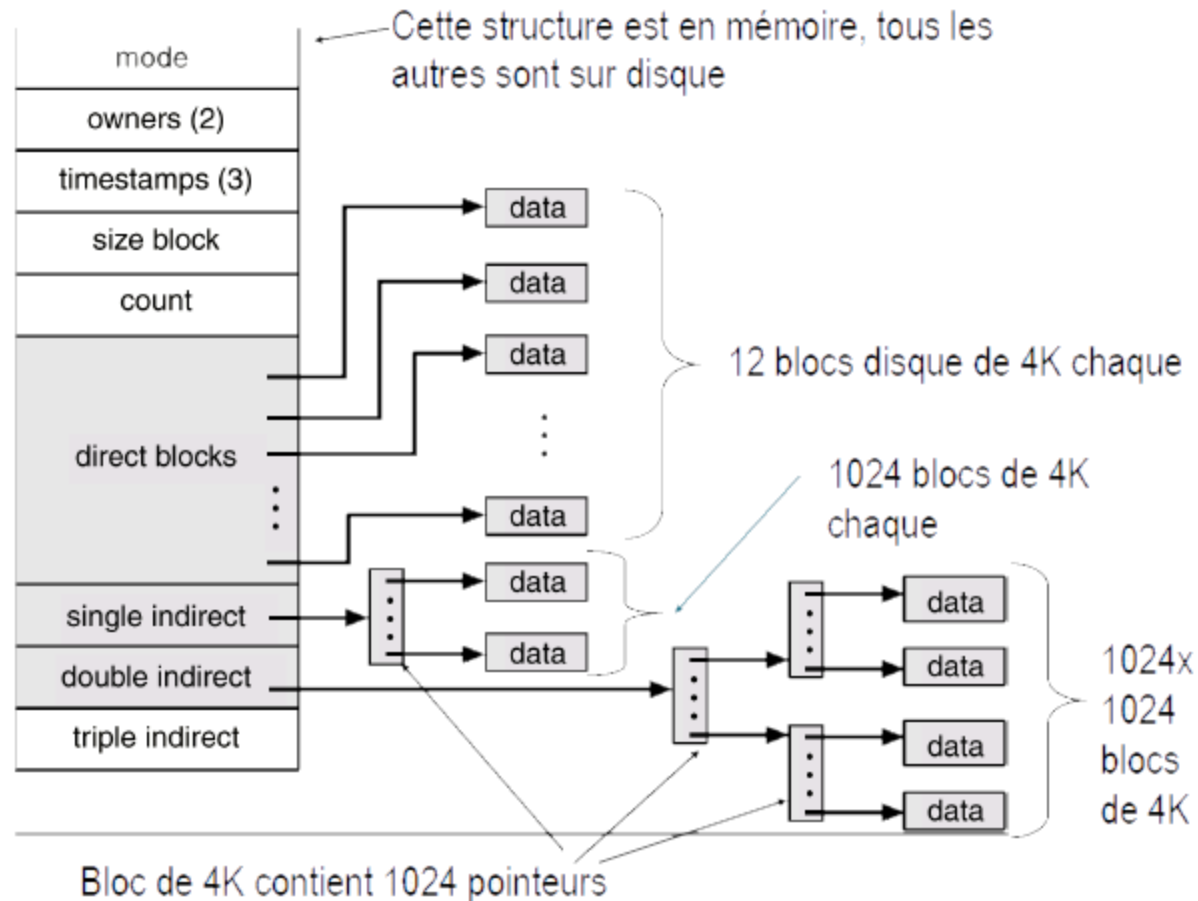 Cette structure est en mémoire, tous les
autres sont sur disque
mode
owners (2)
timestamps (3)
size block
count
direct blocks
single indirect
double indirect
triple indirect
data
data
data
data
12 blocs disque de 4K chaque
1024 blocs de 4K
chaque
data
data
data
data
data
data
1024x
1024
blocs
de 4K
Bloc de 4K contient 1024 pointeurs